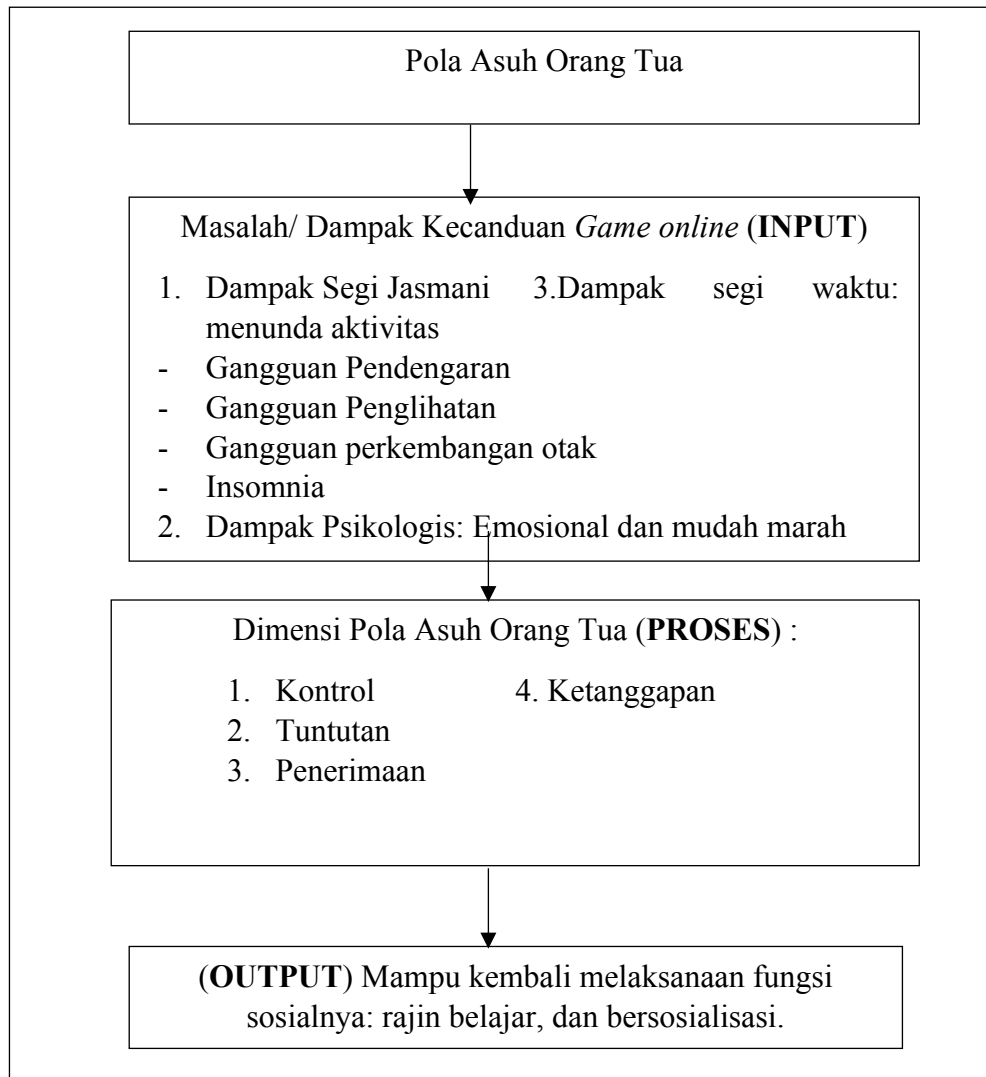 Pola Asuh Orang Tua
Masalah/ Dampak Kecanduan Game online (INPUT)
1. Dampak Segi Jasmani 3.Dampak segi waktu:
menunda aktivitas
- Gangguan Pendengaran
- Gangguan Penglihatan
- Gangguan perkembangan otak
- Insomnia
2. Dampak Psikologis: Emosional dan mudah marah
Dimensi Pola Asuh Orang Tua (PROSES) :
1. Kontrol 4. Ketanggapan
2. Tuntutan
3. Penerimaan
(OUTPUT) Mampu kembali melaksanaan fungsi
sosialnya: rajin belajar, dan bersosialisasi.